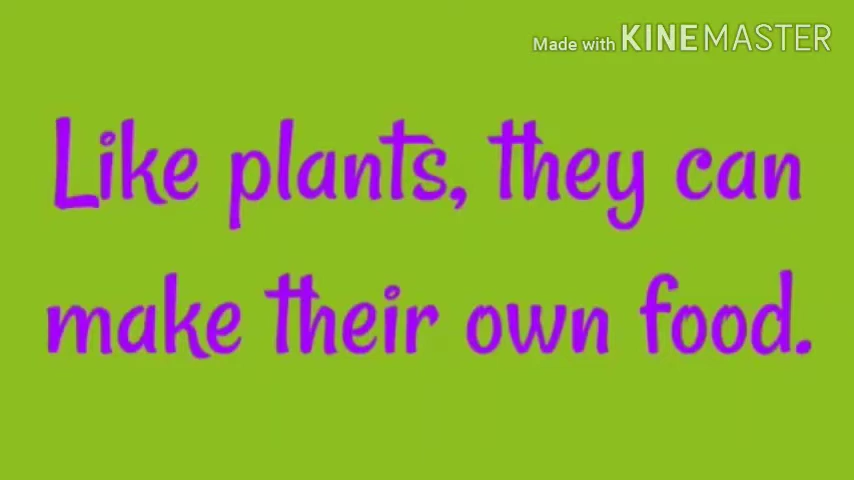 Made with KINEMASTER
Like plants, they can
make their own food.